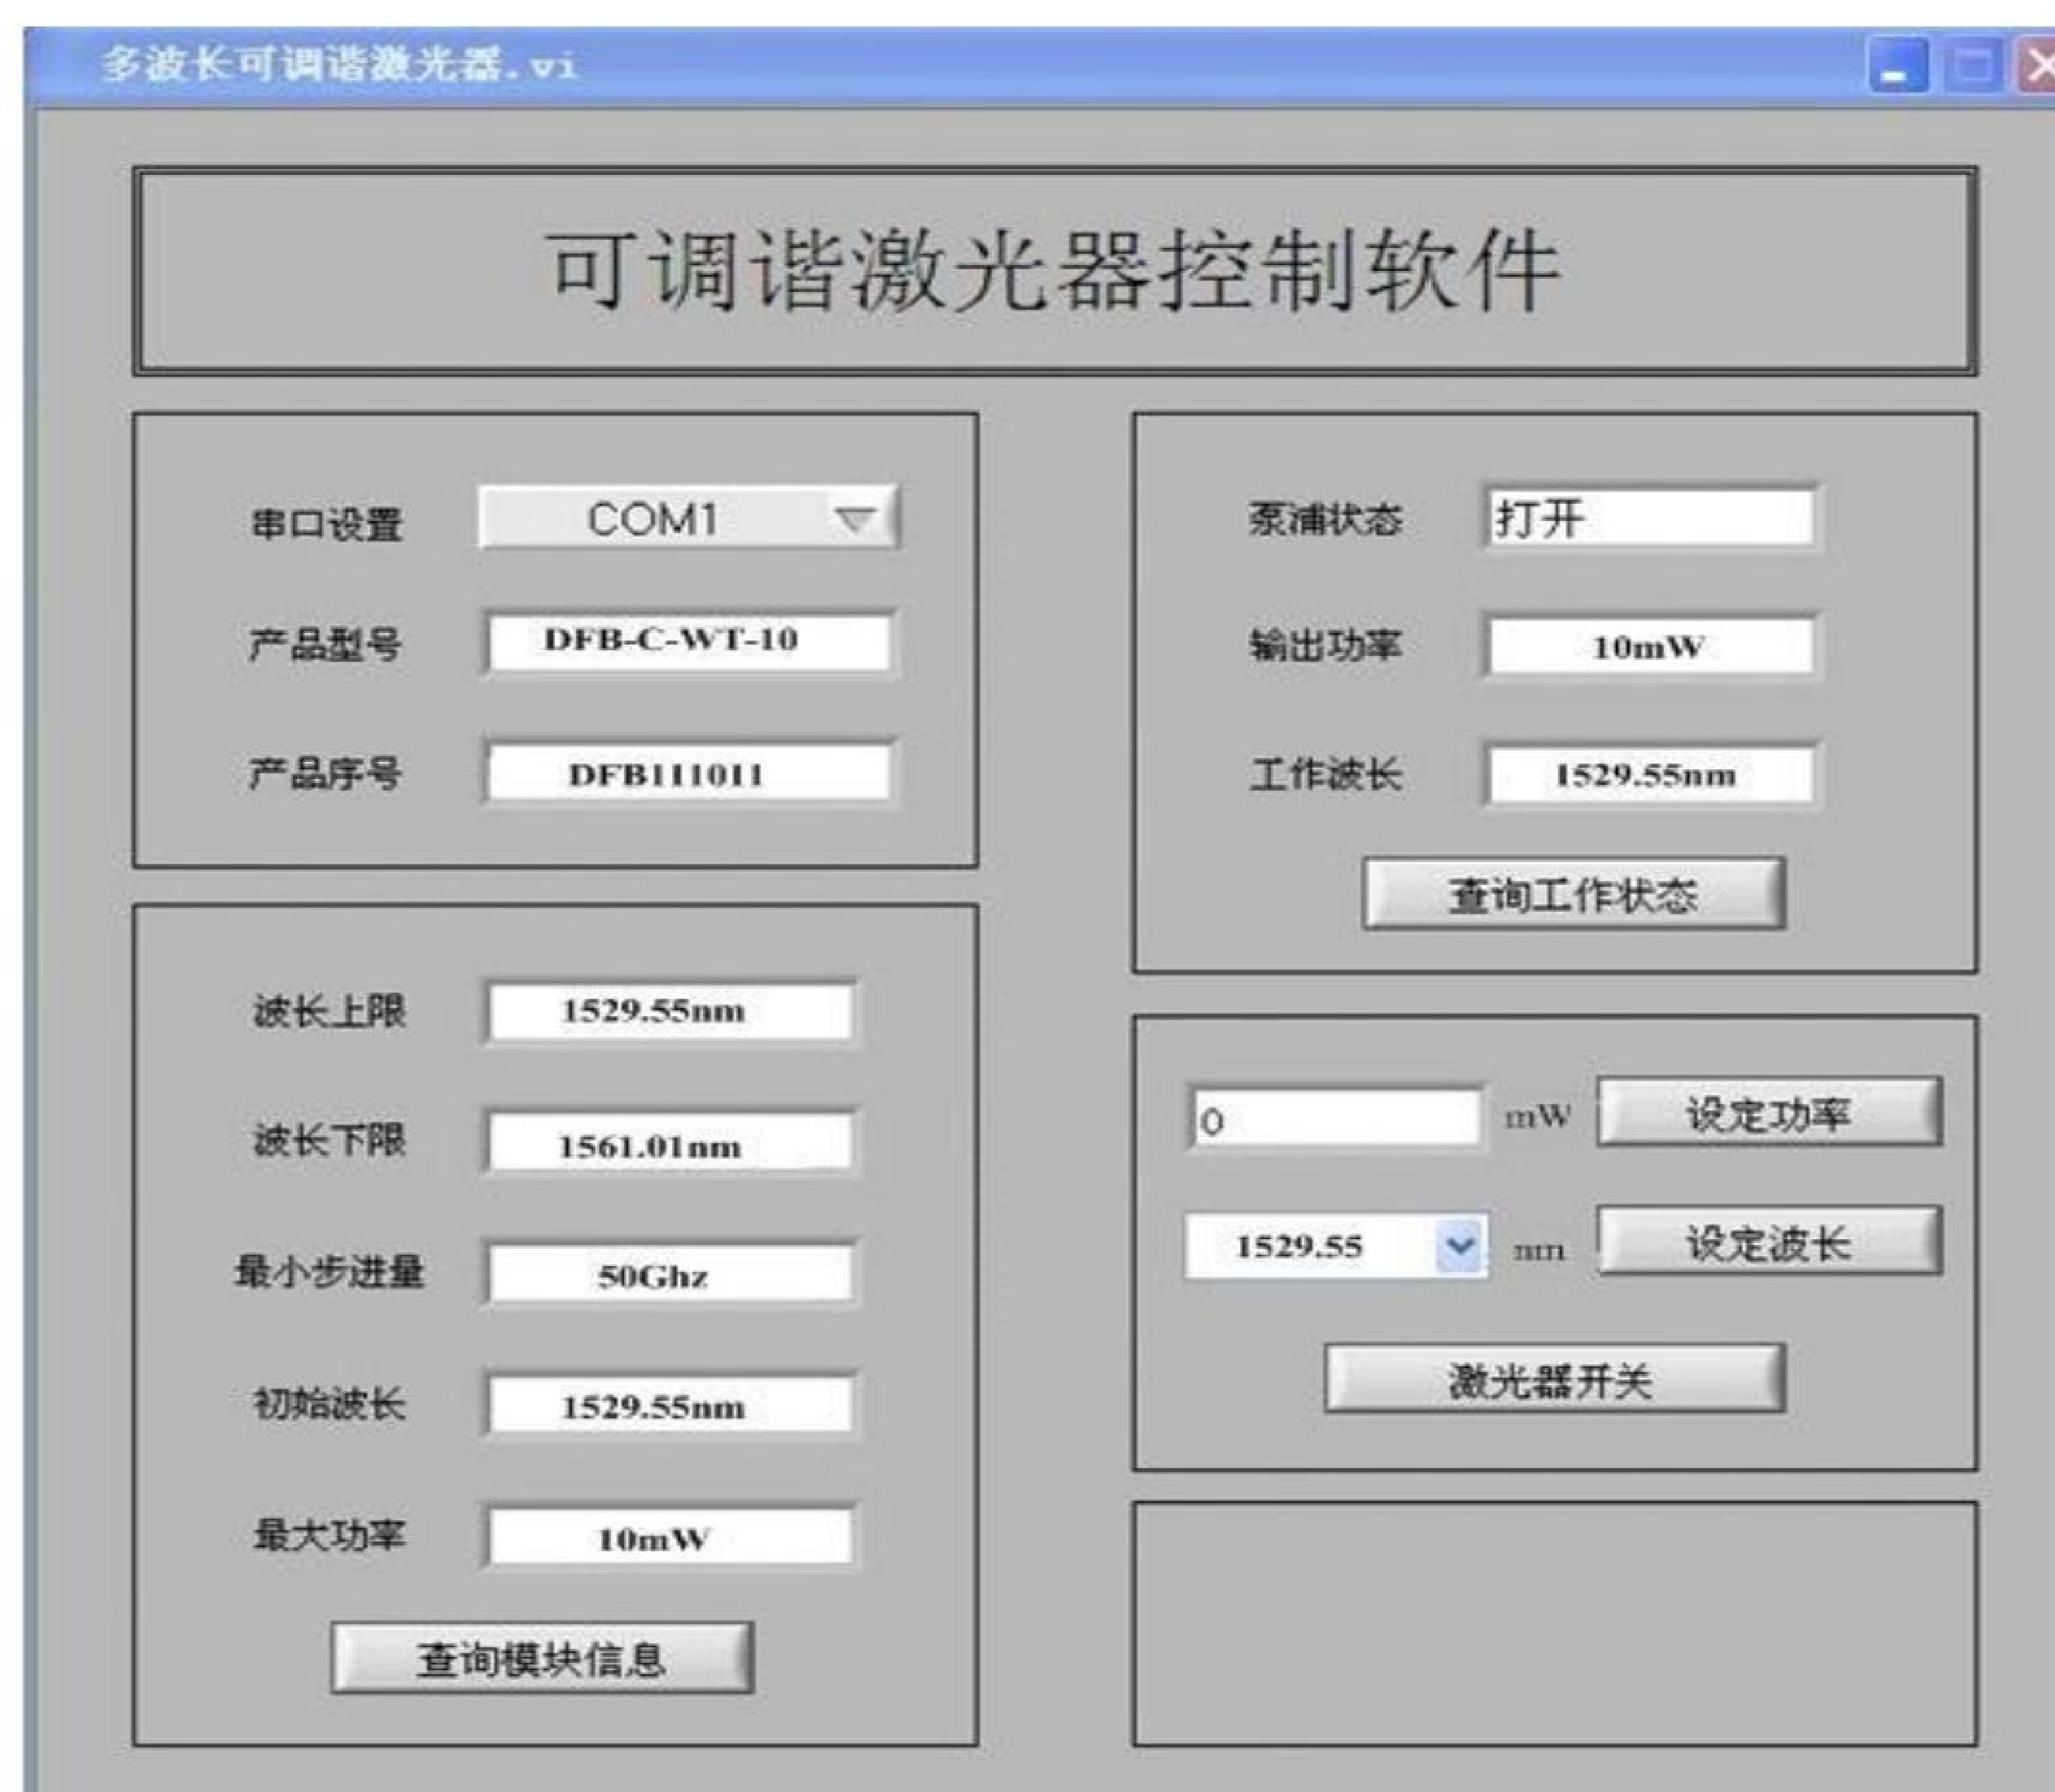 多波长可调谐激光器.vi
可调谐激光器控制软件
串口设置 COM1
产品型号 DFB-C-WT-10
产品序号 DFB111011
波长上限 1529.55nm
波长下限 1561.01nm
最小步进量 50Ghz
初始波长 1529.55nm
最大功率 10mW
查询模块信息
泵浦状态 打开
输出功率 10mW
工作波长 1529.55nm
查询工作状态
0 mW 设定功率
1529.55 nm 设定波长
激光器开关